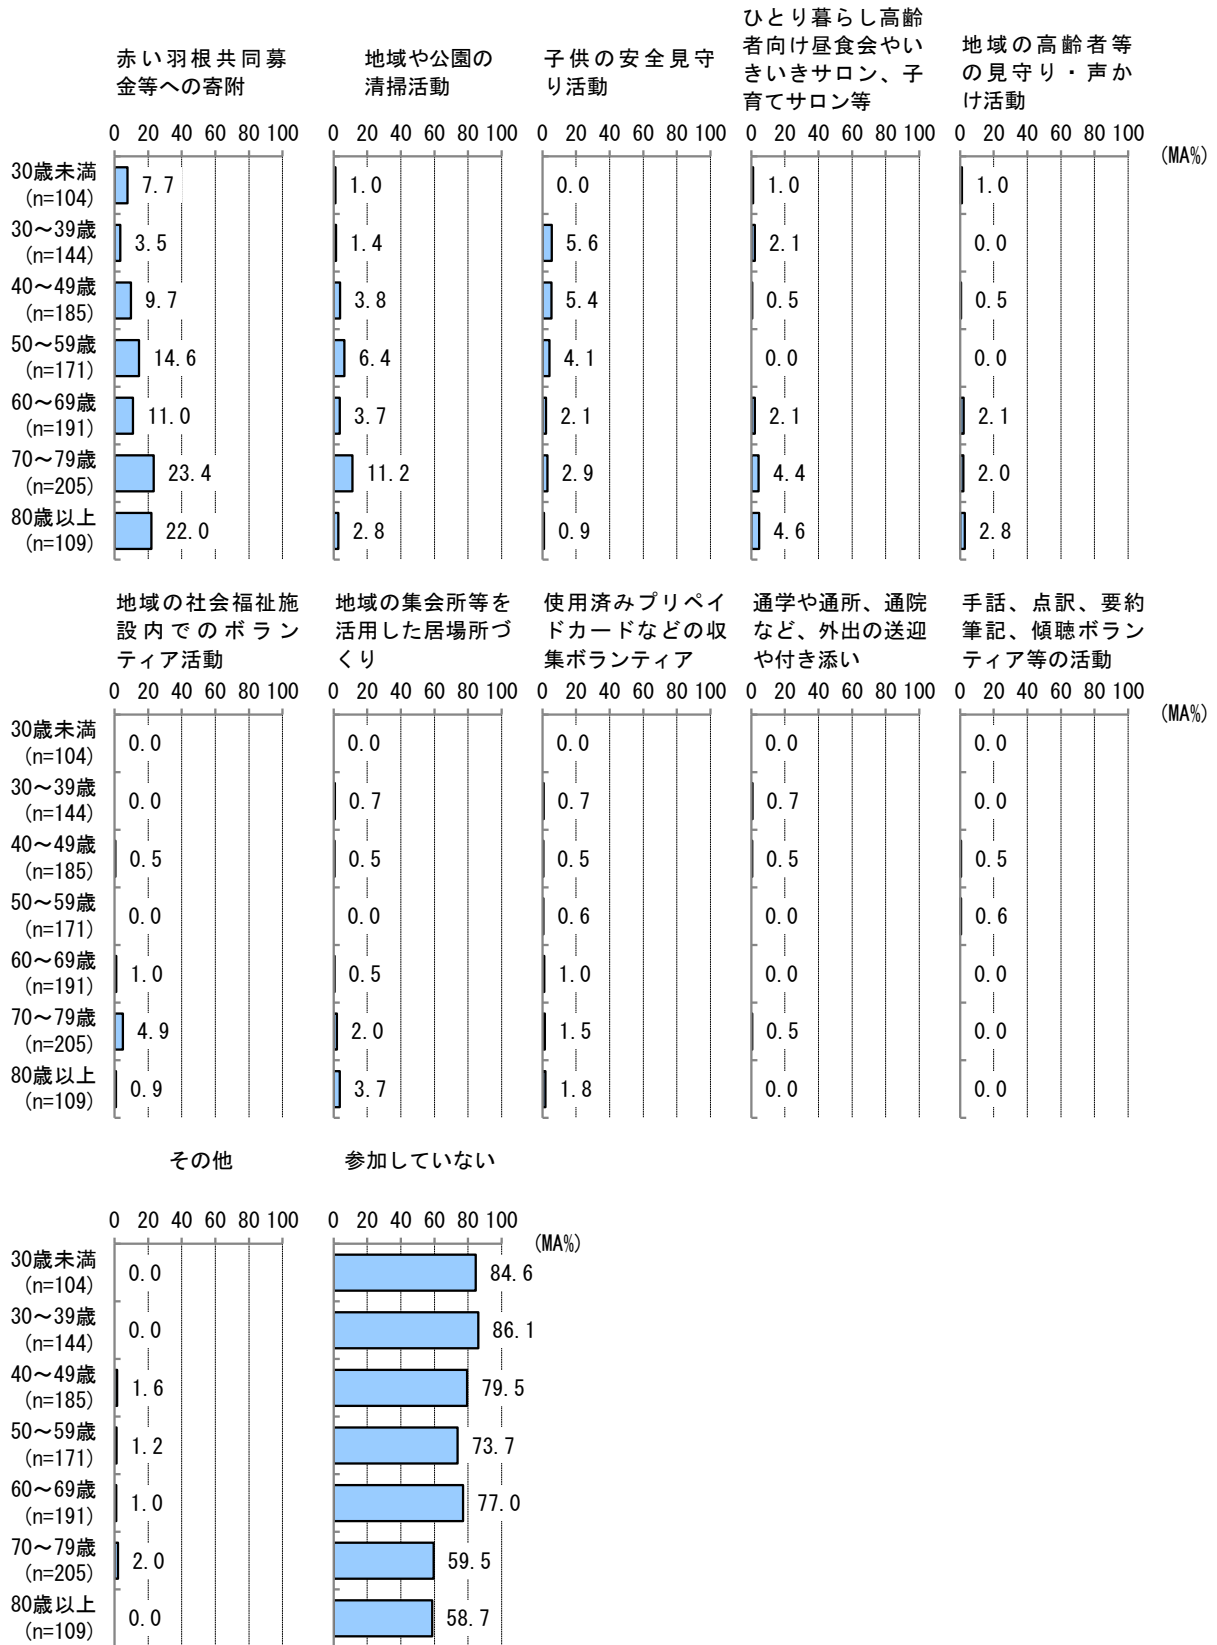 赤い羽根共同募
金等への寄附
地域や公園の
清掃活動
子供の安全見守
り活動
ひとり暮らし高齢
者向け昼食会やい
きいきサロン、子
育てサロン等
地域の高齢者等
の見守り・声か
け活動
0 20 40 60 80 100
0 20 40 60 80 100
0 20 40 60 80 100
0 20 40 60 80 100
0 20 40 60 80 100
(MA%)
30歳未満
(n=104)
7.7
1.0
0.0
1.0
1.0
30～39歳
(n=144)
3.5
1.4
5.6
2.1
0.0
40～49歳
(n=185)
9.7
3.8
5.4
0.5
0.5
50～59歳
(n=171)
14.6
6.4
4.1
0.0
0.0
60～69歳
(n=191)
11.0
3.7
2.1
2.1
2.1
70～79歳
(n=205)
23.4
11.2
2.9
4.4
2.0
80歳以上
(n=109)
22.0
2.8
0.9
4.6
2.8
地域の社会福祉施
設内でのボラン
ティア活動
地域の集会所等を
活用した居場所づ
くり
使用済みプリペイ
ドカードなどの収
集ボランティア
通学や通所、通院
など、外出の送迎
や付き添い
手話、点訳、要約
筆記、傾聴ボラン
ティア等の活動
0 20 40 60 80 100
0 20 40 60 80 100
0 20 40 60 80 100
0 20 40 60 80 100
0 20 40 60 80 100
(MA%)
30歳未満
(n=104)
0.0
0.0
0.0
0.0
0.0
30～39歳
(n=144)
0.0
0.7
0.7
0.7
0.0
40～49歳
(n=185)
0.5
0.5
0.5
0.5
0.5
50～59歳
(n=171)
0.0
0.0
0.6
0.0
0.6
60～69歳
(n=191)
1.0
0.5
1.0
0.0
0.0
70～79歳
(n=205)
4.9
2.0
1.5
0.5
0.0
80歳以上
(n=109)
0.9
3.7
1.8
0.0
0.0
その他
参加していない
0 20 40 60 80 100
0 20 40 60 80 100
(MA%)
30歳未満
(n=104)
0.0
84.6
30～39歳
(n=144)
0.0
86.1
40～49歳
(n=185)
1.6
79.5
50～59歳
(n=171)
1.2
73.7
60～69歳
(n=191)
1.0
77.0
70～79歳
(n=205)
2.0
59.5
80歳以上
(n=109)
0.0
58.7